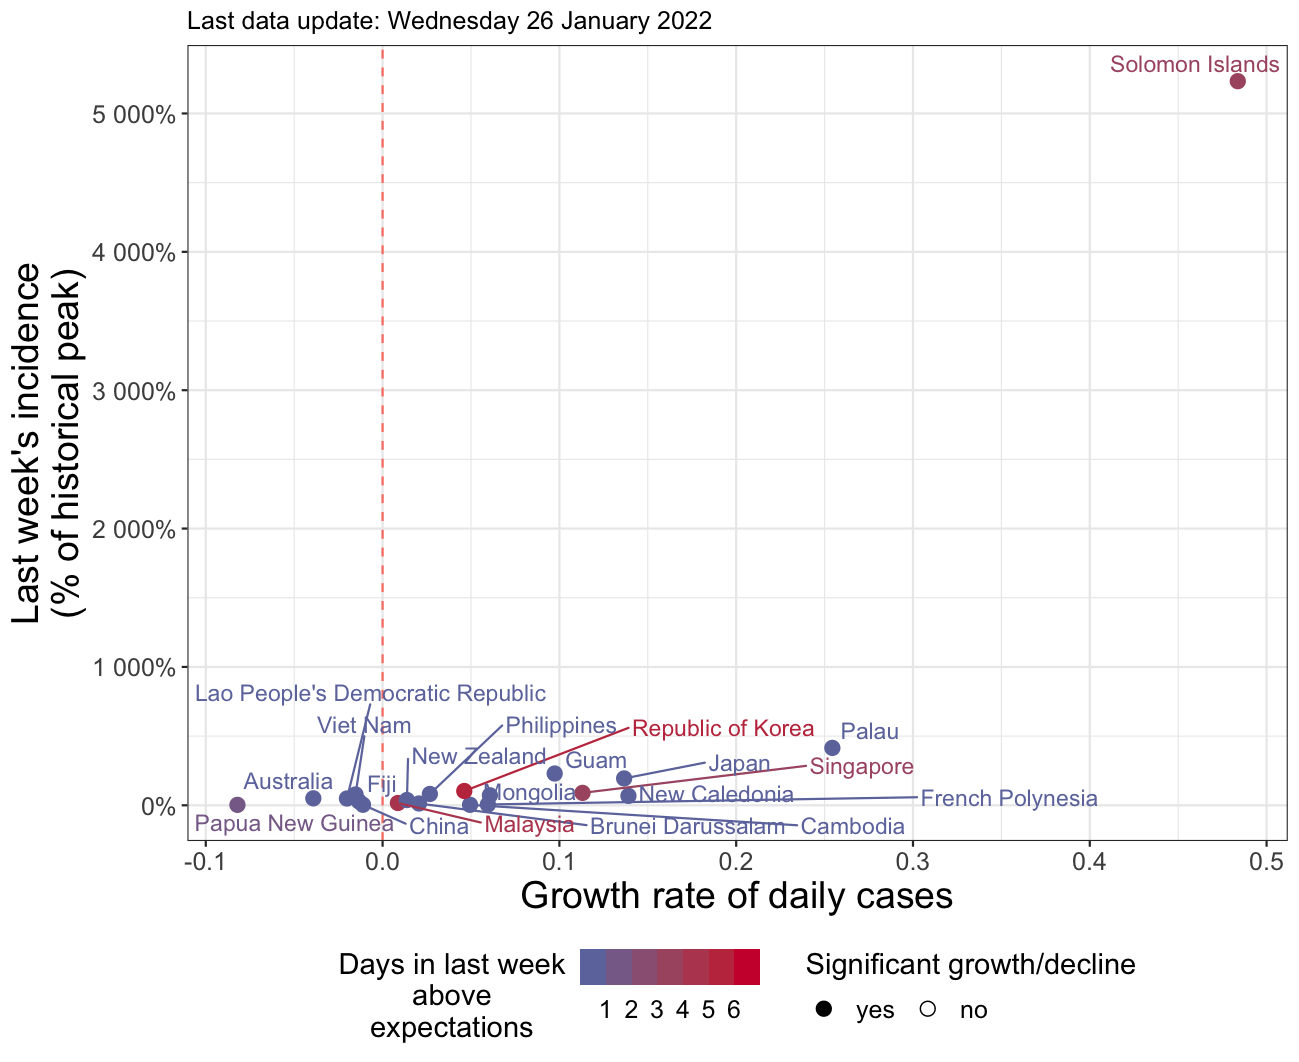 Last data update: Wednesday 26 January 2022
Last week's incidence
(% of historical peak)
5 000%
4 000%
3 000%
2 000%
1 000%
0%
Solomon Islands
Lao People's Democratic Republic
Viet Nam
Philippines
Republic of Korea
Palau
New Zealand
Guam
Japan
Singapore
Australia
Fiji
Mongolia
New Caledonia
French Polynesia
Papua New Guinea
China
Malaysia
Brunei Darussalam
Cambodia
-0.1
0.0
0.1
0.2
0.3
0.4
0.5
Growth rate of daily cases
Days in last week
above
expectations
1 2 3 4 5 6
Significant growth/decline
yes
no